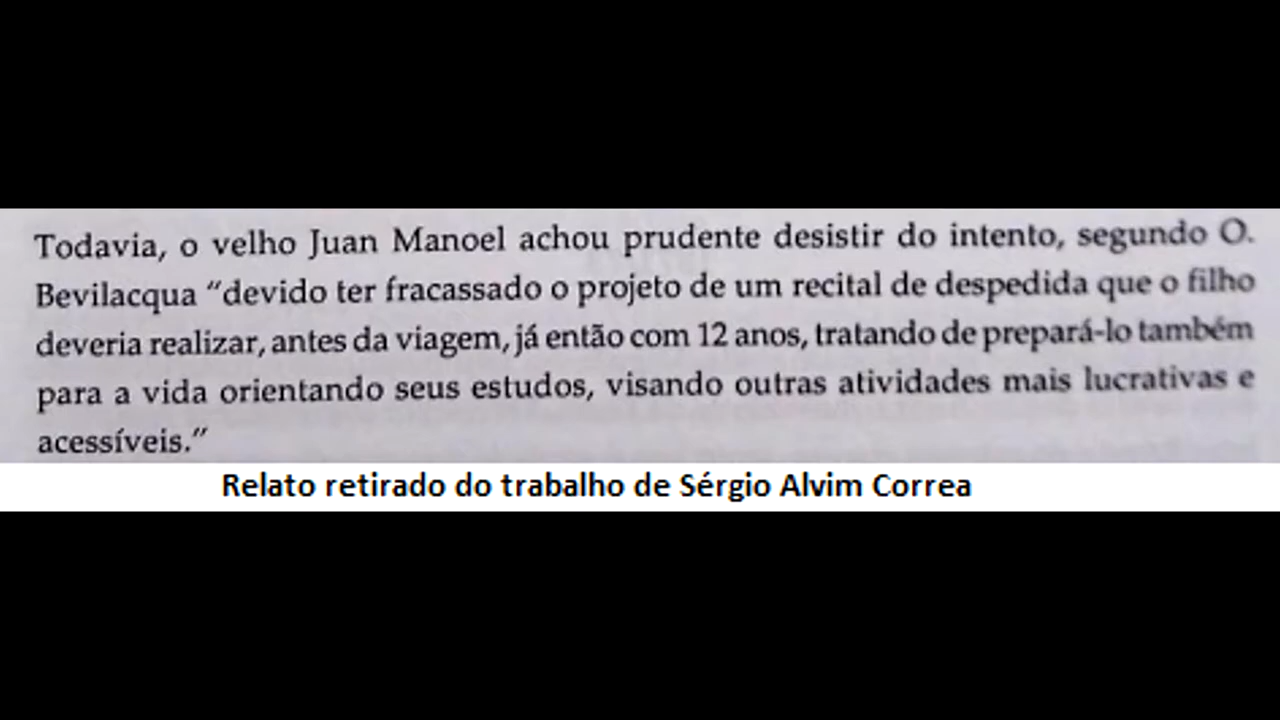 Todavia, o velho Juan Manoel achou prudente desistir do intento, segundo O.
Bevilacqua “devido ter fracassado o projeto de um recital de despedida que o filho
deveria realizar, antes da viagem, já então com 12 anos, tratando de prepará-lo também
para a vida orientando seus estudos, visando outras atividades mais lucrativas e
acessíveis.”
Relato retirado do trabalho de Sérgio Alvim Correa